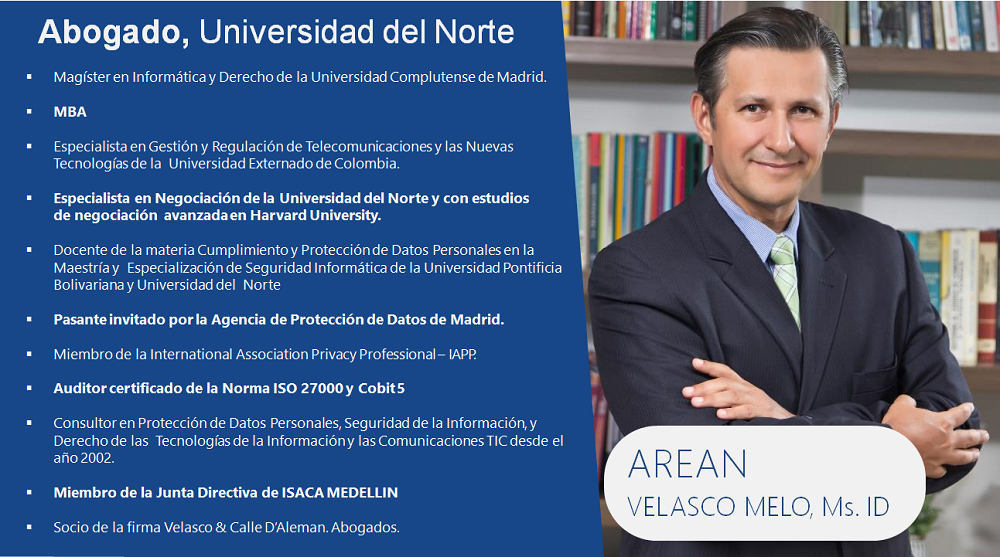 Abogado, Universidad del Norte
▪ Magíster en Informática y Derecho de la Universidad Complutense de Madrid.
▪ MBA
▪ Especialista en Gestión y Regulación de Telecomunicaciones y las Nuevas
Tecnologías de la Universidad Externado de Colombia.
▪ Especialista en Negociación de la Universidad del Norte y con estudios
de negociación avanzada en Harvard University.
▪ Docente de la materia Cumplimiento y Protección de Datos Personales en la
Maestría y Especialización de Seguridad Informática de la Universidad Pontificia
Bolivariana y Universidad del Norte
▪ Pasante invitado por la Agencia de Protección de Datos de Madrid.
▪ Miembro de la International Association Privacy Professional – IAPP.
▪ Auditor certificado de la Norma ISO 27000 y Cobit 5
▪ Consultor en Protección de Datos Personales, Seguridad de la Información, y
Derecho de las Tecnologías de la Información y las Comunicaciones TIC desde el
año 2002.
▪ Miembro de la Junta Directiva de ISACA MEDELLIN
▪ Socio de la firma Velasco & Calle D’Aleman. Abogados.
AREAN
VELASCO MELO, Ms. ID